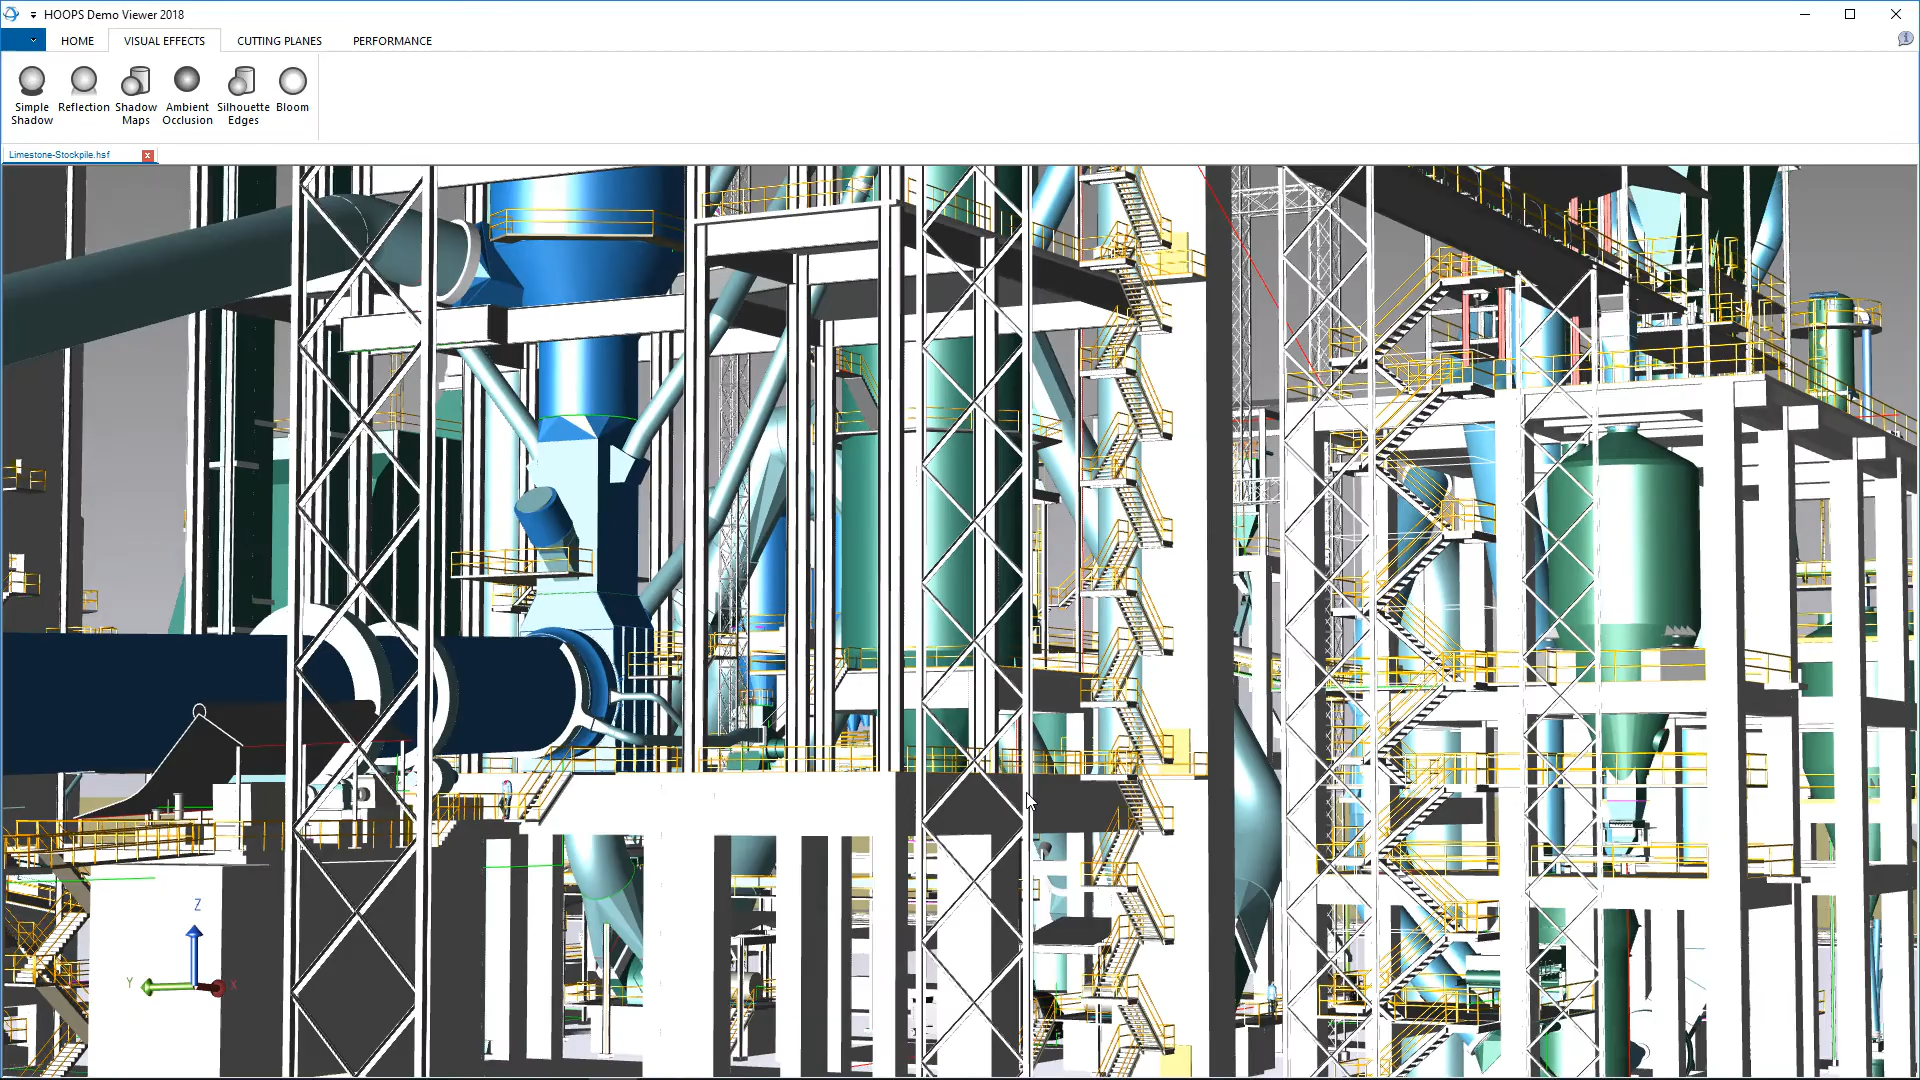 HOOPS Demo Viewer 2018
HOME VISUAL EFFECTS CUTTING PLANES PERFORMANCE
Simple Shadow
Reflection
Shadow Maps
Ambient Occlusion
Silhouette Edges
Bloom
Limestone-Stockpile.hsf
Z
Y
X